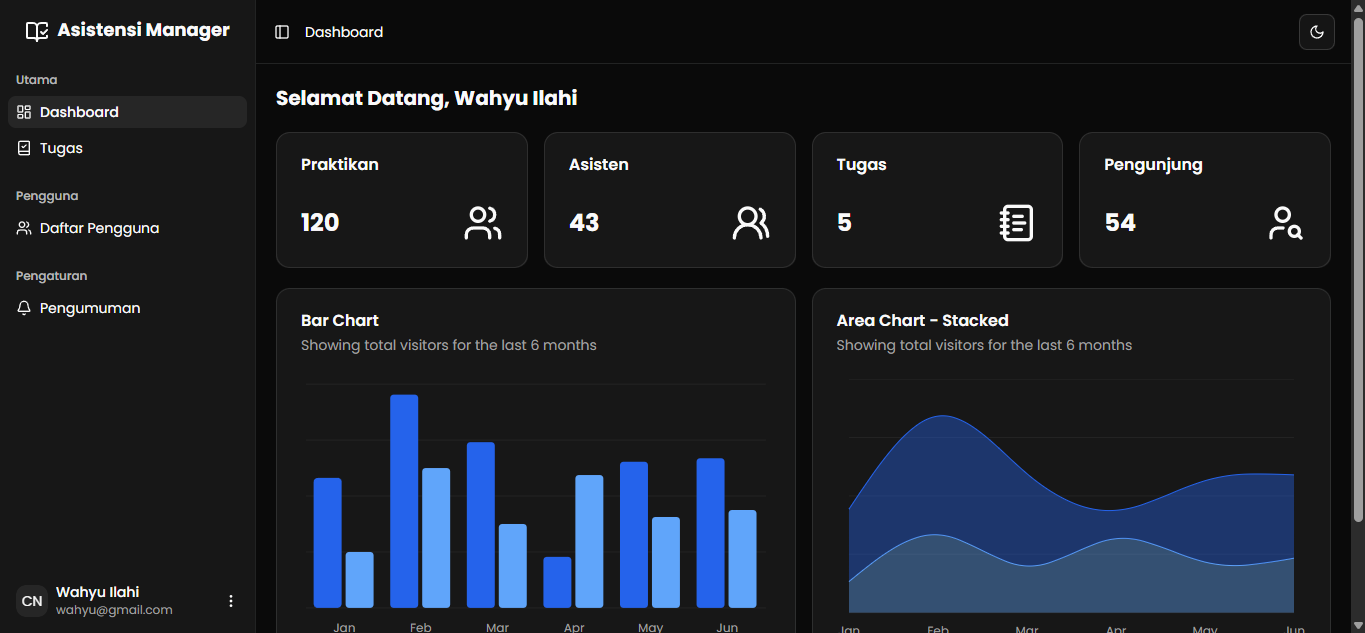 Asistensi Manager
Utama
Dashboard
Tugas
Pengguna
Daftar Pengguna
Pengaturan
Pengumuman
CN
Wahyu Ilahi
wahyu@gmail.com
Dashboard
Selamat Datang, Wahyu Ilahi
Praktikan
120
Asisten
43
Tugas
5
Pengunjung
54
Bar Chart
Showing total visitors for the last 6 months
Jan Feb Mar Apr May Jun
Area Chart - Stacked
Showing total visitors for the last 6 months
Jan Feb Mar Apr May Jun